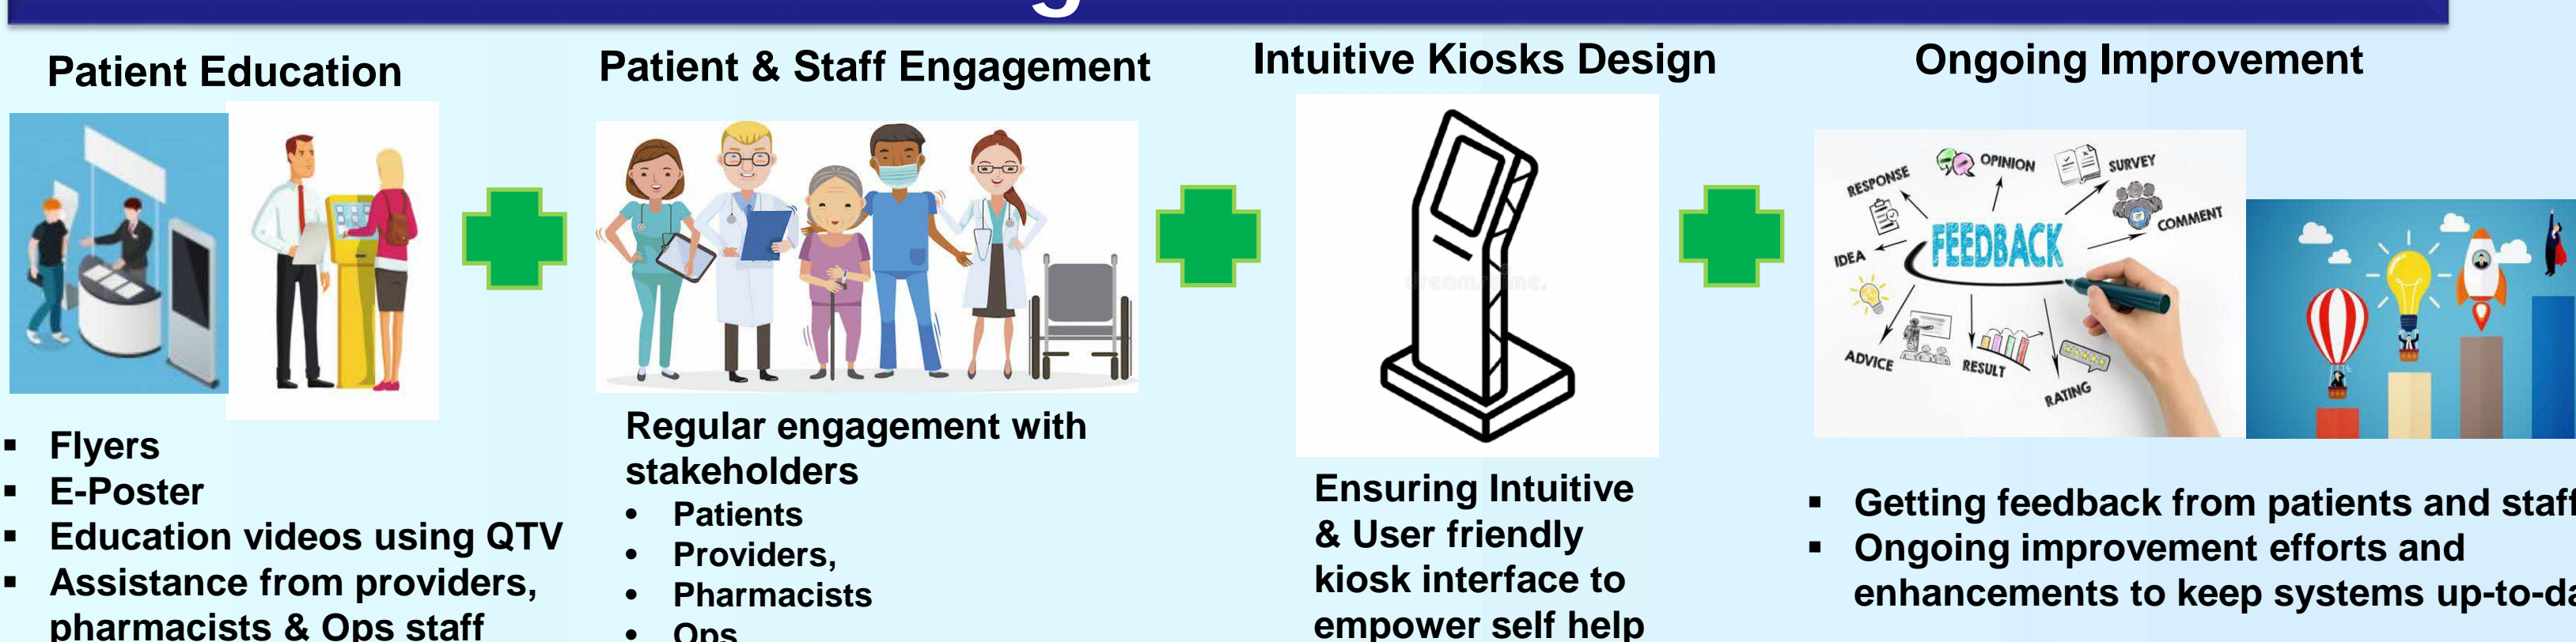 Patient Education
Patient & Staff Engagement
Intuitive Kiosks Design
Ongoing Improvement
RESPONSE
OPINION
SURVEY
COMMENT
IDEA
FEEDBACK
ADVICE
RESULT
RATING
dreamstime.
▪ Flyers
▪ E-Poster
▪ Education videos using QTV
▪ Assistance from providers,
pharmacists & Ops staff
Regular engagement with
stakeholders
• Patients
• Providers,
• Pharmacists
• Ops
Ensuring Intuitive
& User friendly
kiosk interface to
empower self help
▪ Getting feedback from patients and staff
▪ Ongoing improvement efforts and
enhancements to keep systems up-to-da